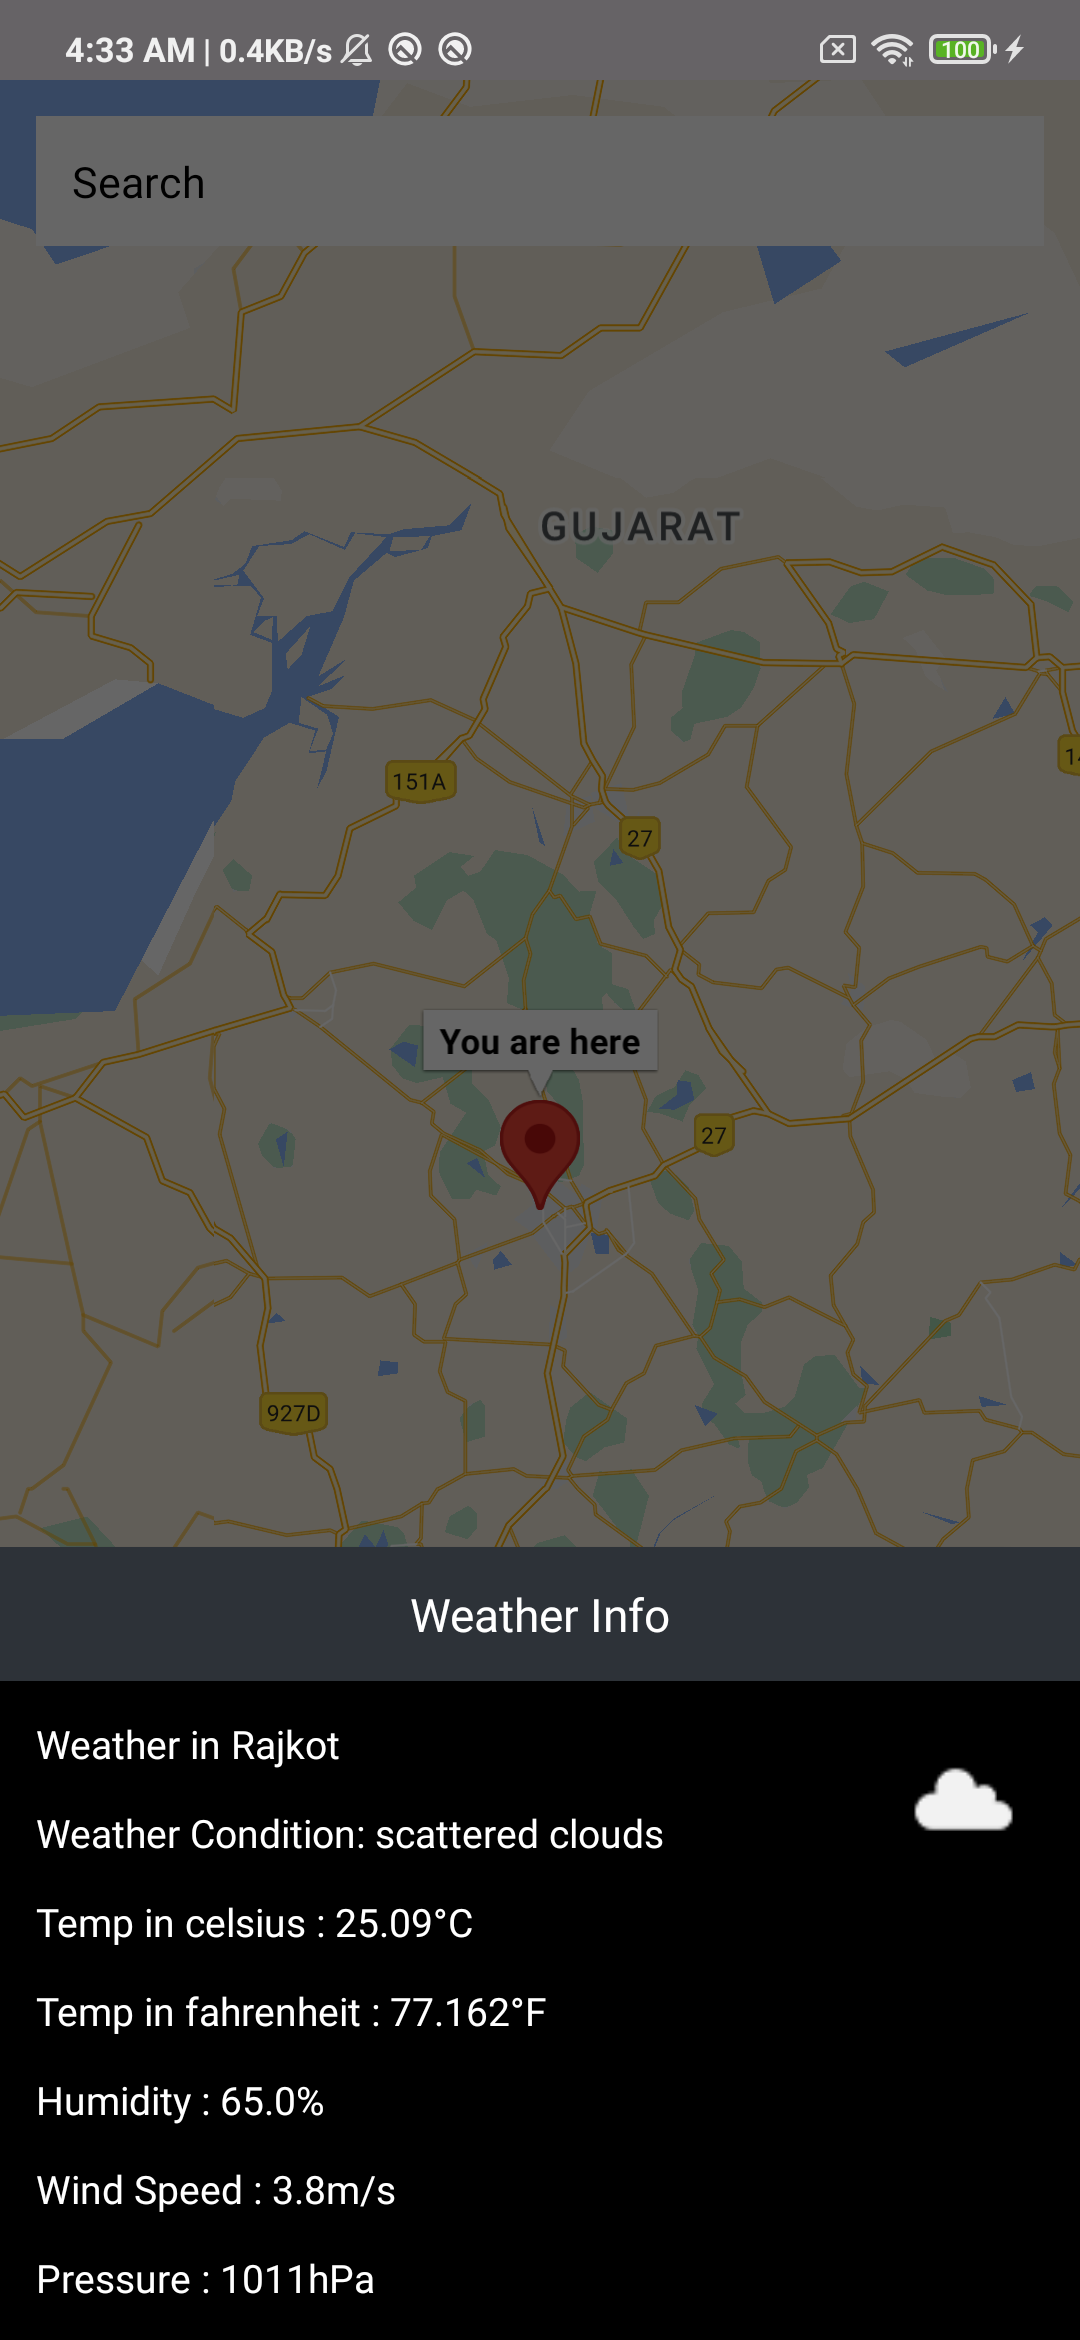 4:33 AM | 0.4KB/s
100
Search
GUJARAT
151A
27
You are here
27
927D
Weather Info
Weather in Rajkot
Weather Condition: scattered clouds
Temp in celsius : 25.09°C
Temp in fahrenheit : 77.162°F
Humidity : 65.0%
Wind Speed : 3.8m/s
Pressure : 1011hPa